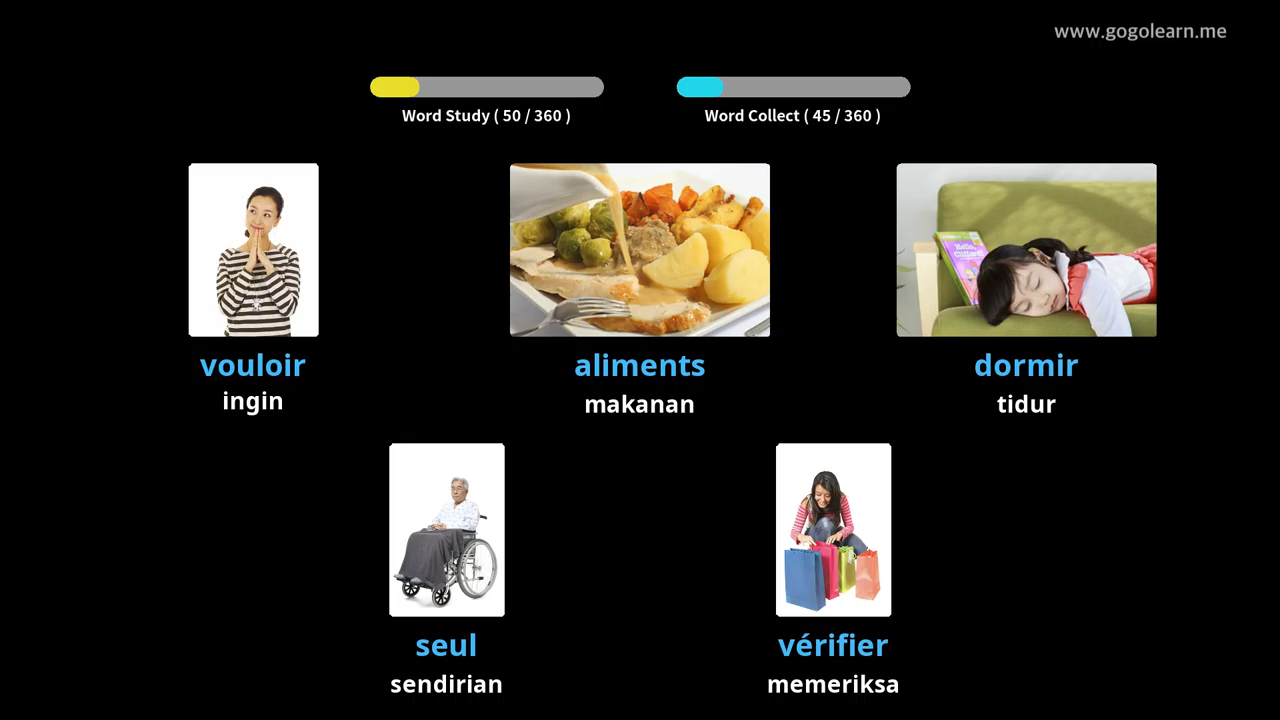 www.gogolearn.me
Word Study ( 50 / 360 )
Word Collect ( 45 / 360 )
vouloir
ingin
aliments
makanan
dormir
tidur
seul
sendirian
vérifier
memeriksa